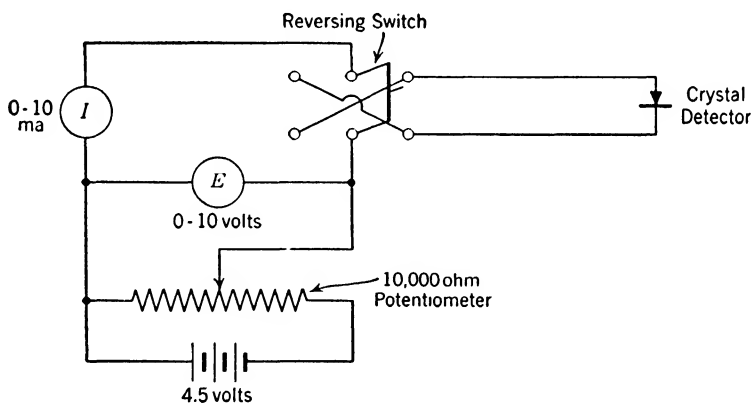 Reversing Switch
0-10
ma
I
Crystal
Detector
E
0-10 volts
10,000 ohm
Potentiometer
4.5 volts